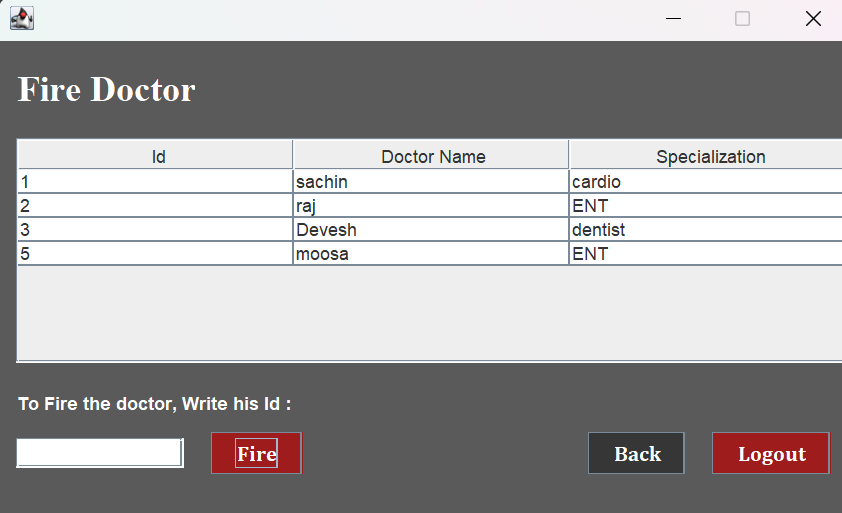 Fire Doctor
Id Doctor Name Specialization
1 sachin cardio
2 raj ENT
3 Devesh dentist
5 moosa ENT
To Fire the doctor, Write his Id :
Fire Back Logout